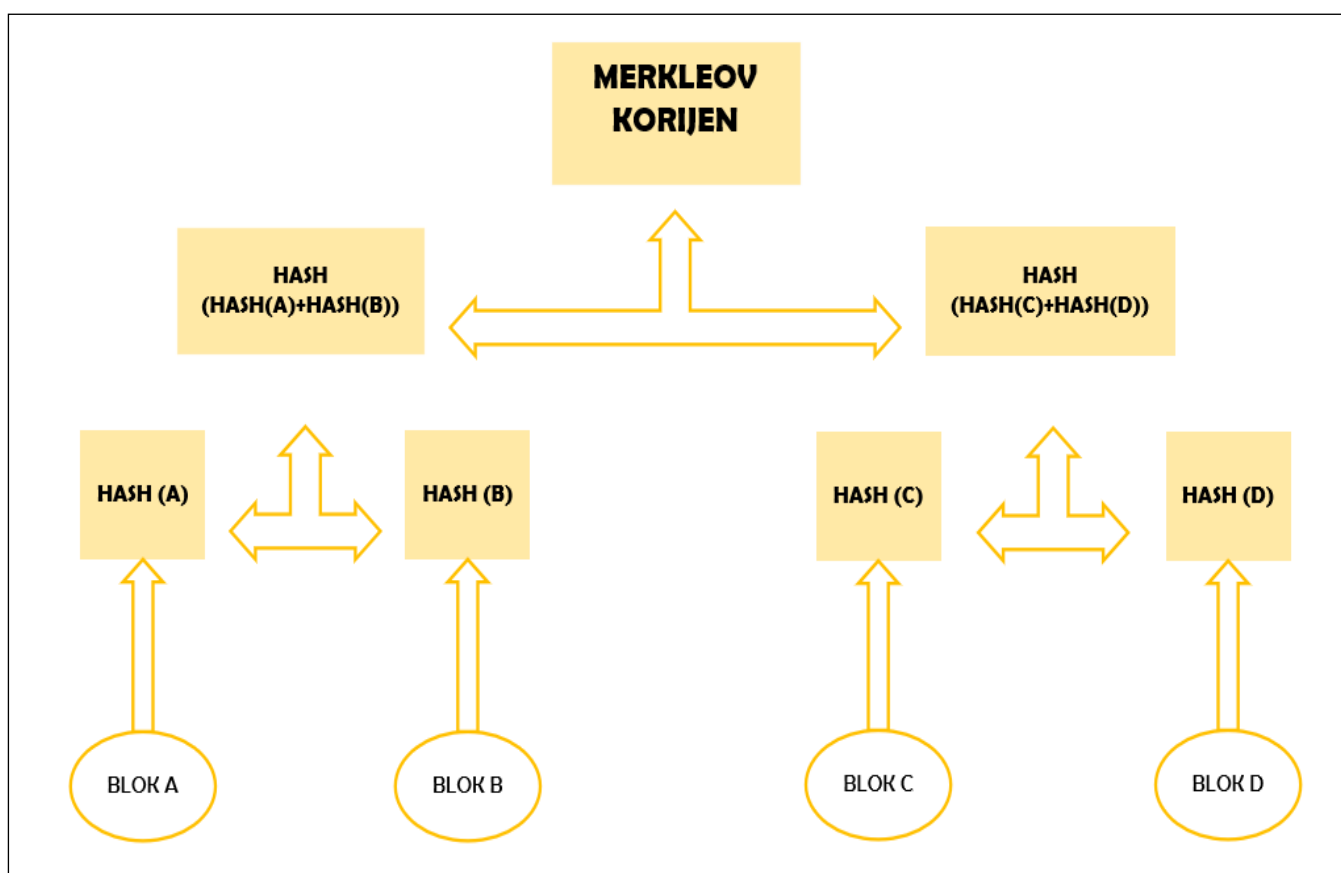 MERKLEOV
KORIJEN
HASH
(HASH(A)+HASH(B))
HASH
(HASH(C)+HASH(D))
HASH (A)
HASH (B)
HASH (C)
HASH (D)
BLOK A
BLOK B
BLOK C
BLOK D